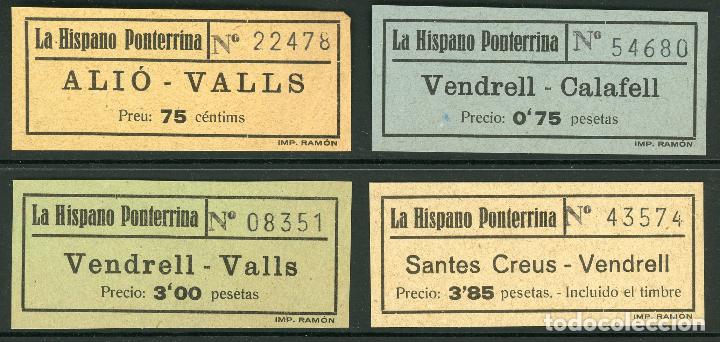 La Hispano Ponterrina Nº 22478
ALIÓ - VALLS
Preu: 75 céntims
IMP. RAMÓN
La Hispano Ponterrina Nº 54680
Vendrell - Calafell
Precio: 0'75 pesetas
IMP. RAMÓN
La Hispano Ponterrina Nº 08351
Vendrell - Valls
Precio: 3'00 pesetas
IMP. RAMÓN
La Hispano Ponterrina Nº 43574
Santes Creus - Vendrell
Precio: 3'85 pesetas. - Incluido el timbre
IMP. RAMÓN
todocoleccion.net